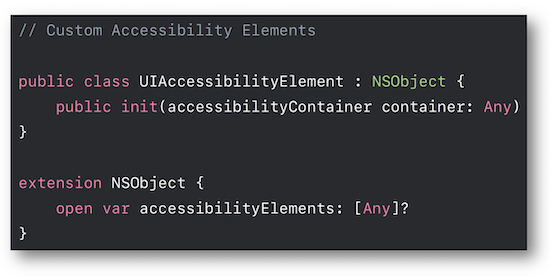 // Custom Accessibility Elements
public class UIAccessibilityElement : NSObject {
    public init(accessibilityContainer container: Any)
}
extension NSObject {
    open var accessibilityElements: [Any]?
}